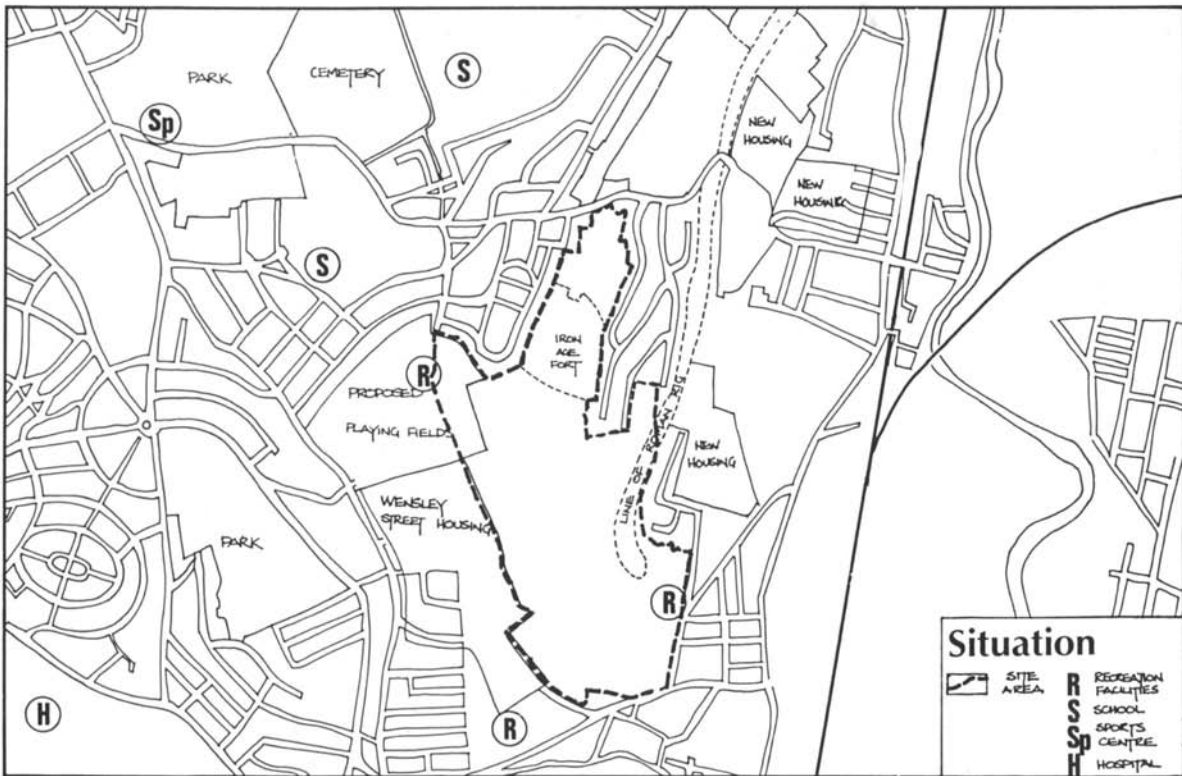 PARK
CEMETERY
S
Sp
NEW
HOUSING
NEW
HOUSING
S
IRON
AGE
FORT
R
PROPOSED
PLAYING FIELDS
LINE OF ROMAN
NEW
HOUSING
WENSLEY
STREET HOUSING
PARK
R
H
R
Situation
SITE
AREA
R RECREATION
FACILITIES
S SCHOOL
Sp SPORTS
CENTRE
H HOSPITAL